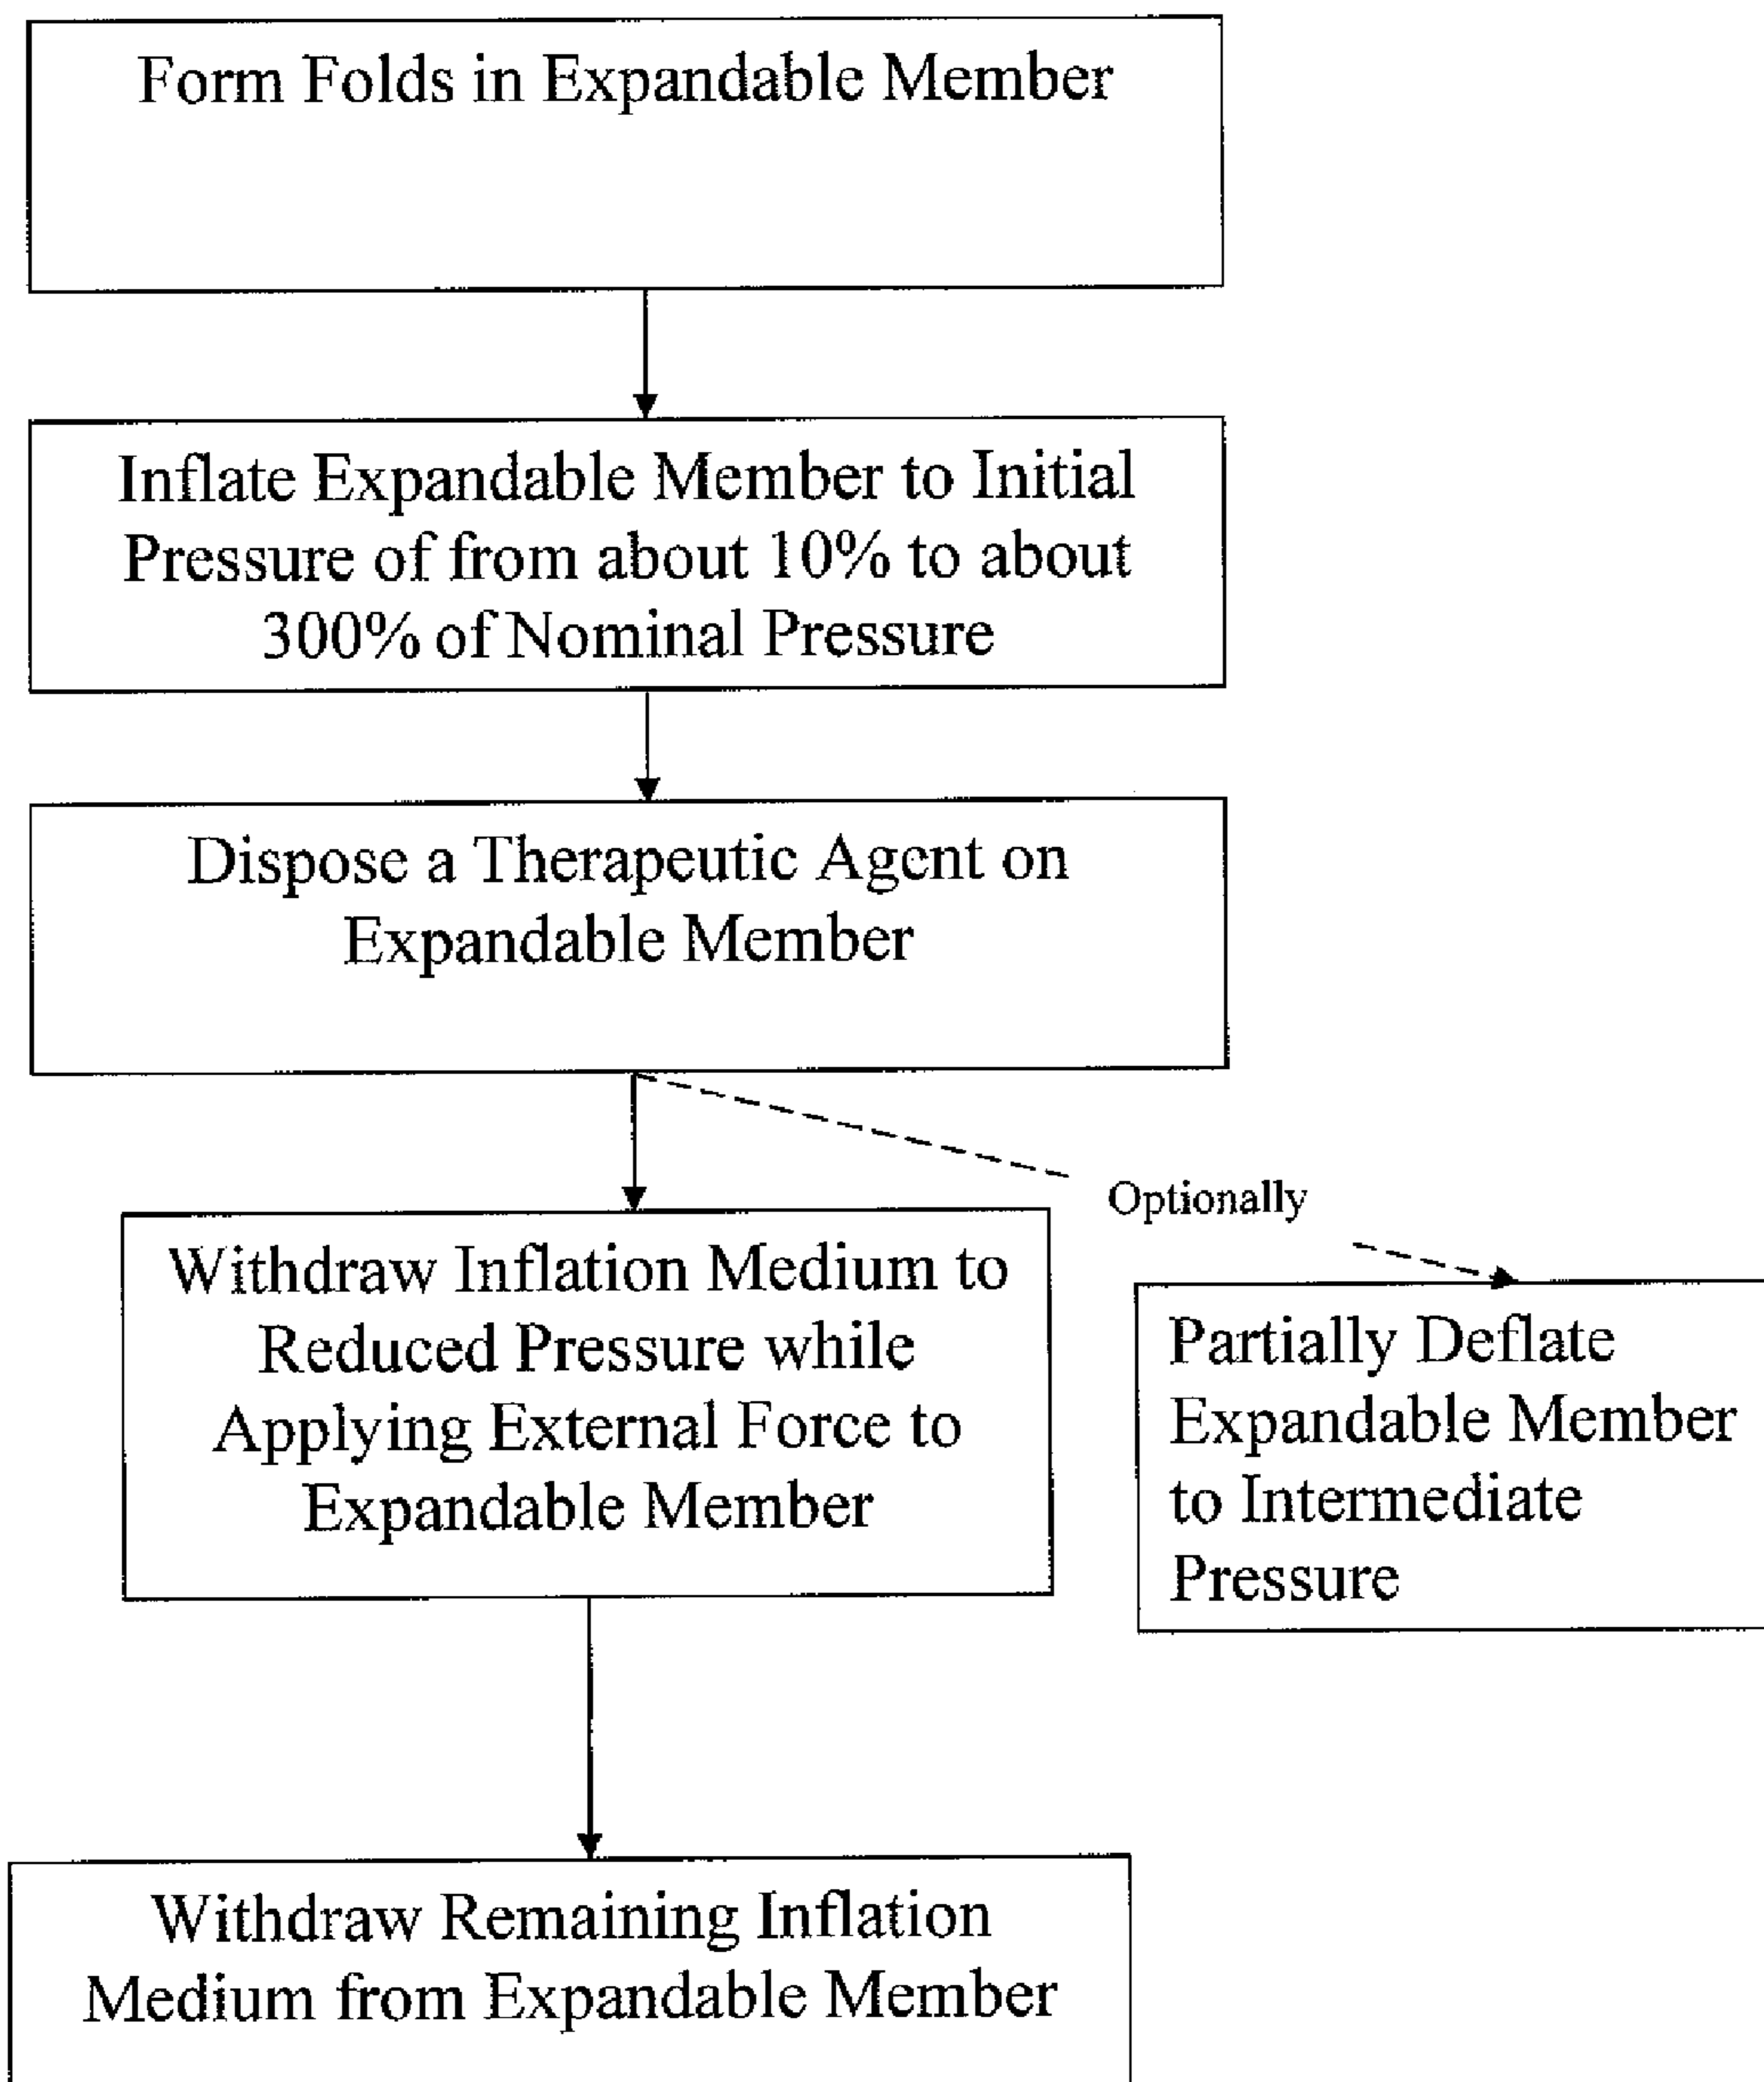 Form Folds in Expandable Member
Inflate Expandable Member to Initial
Pressure of from about 10% to about
300% of Nominal Pressure
Dispose a Therapeutic Agent on
Expandable Member
Optionally
Withdraw Inflation Medium to
Reduced Pressure while
Applying External Force to
Expandable Member
Partially Deflate
Expandable Member
to Intermediate
Pressure
Withdraw Remaining Inflation
Medium from Expandable Member